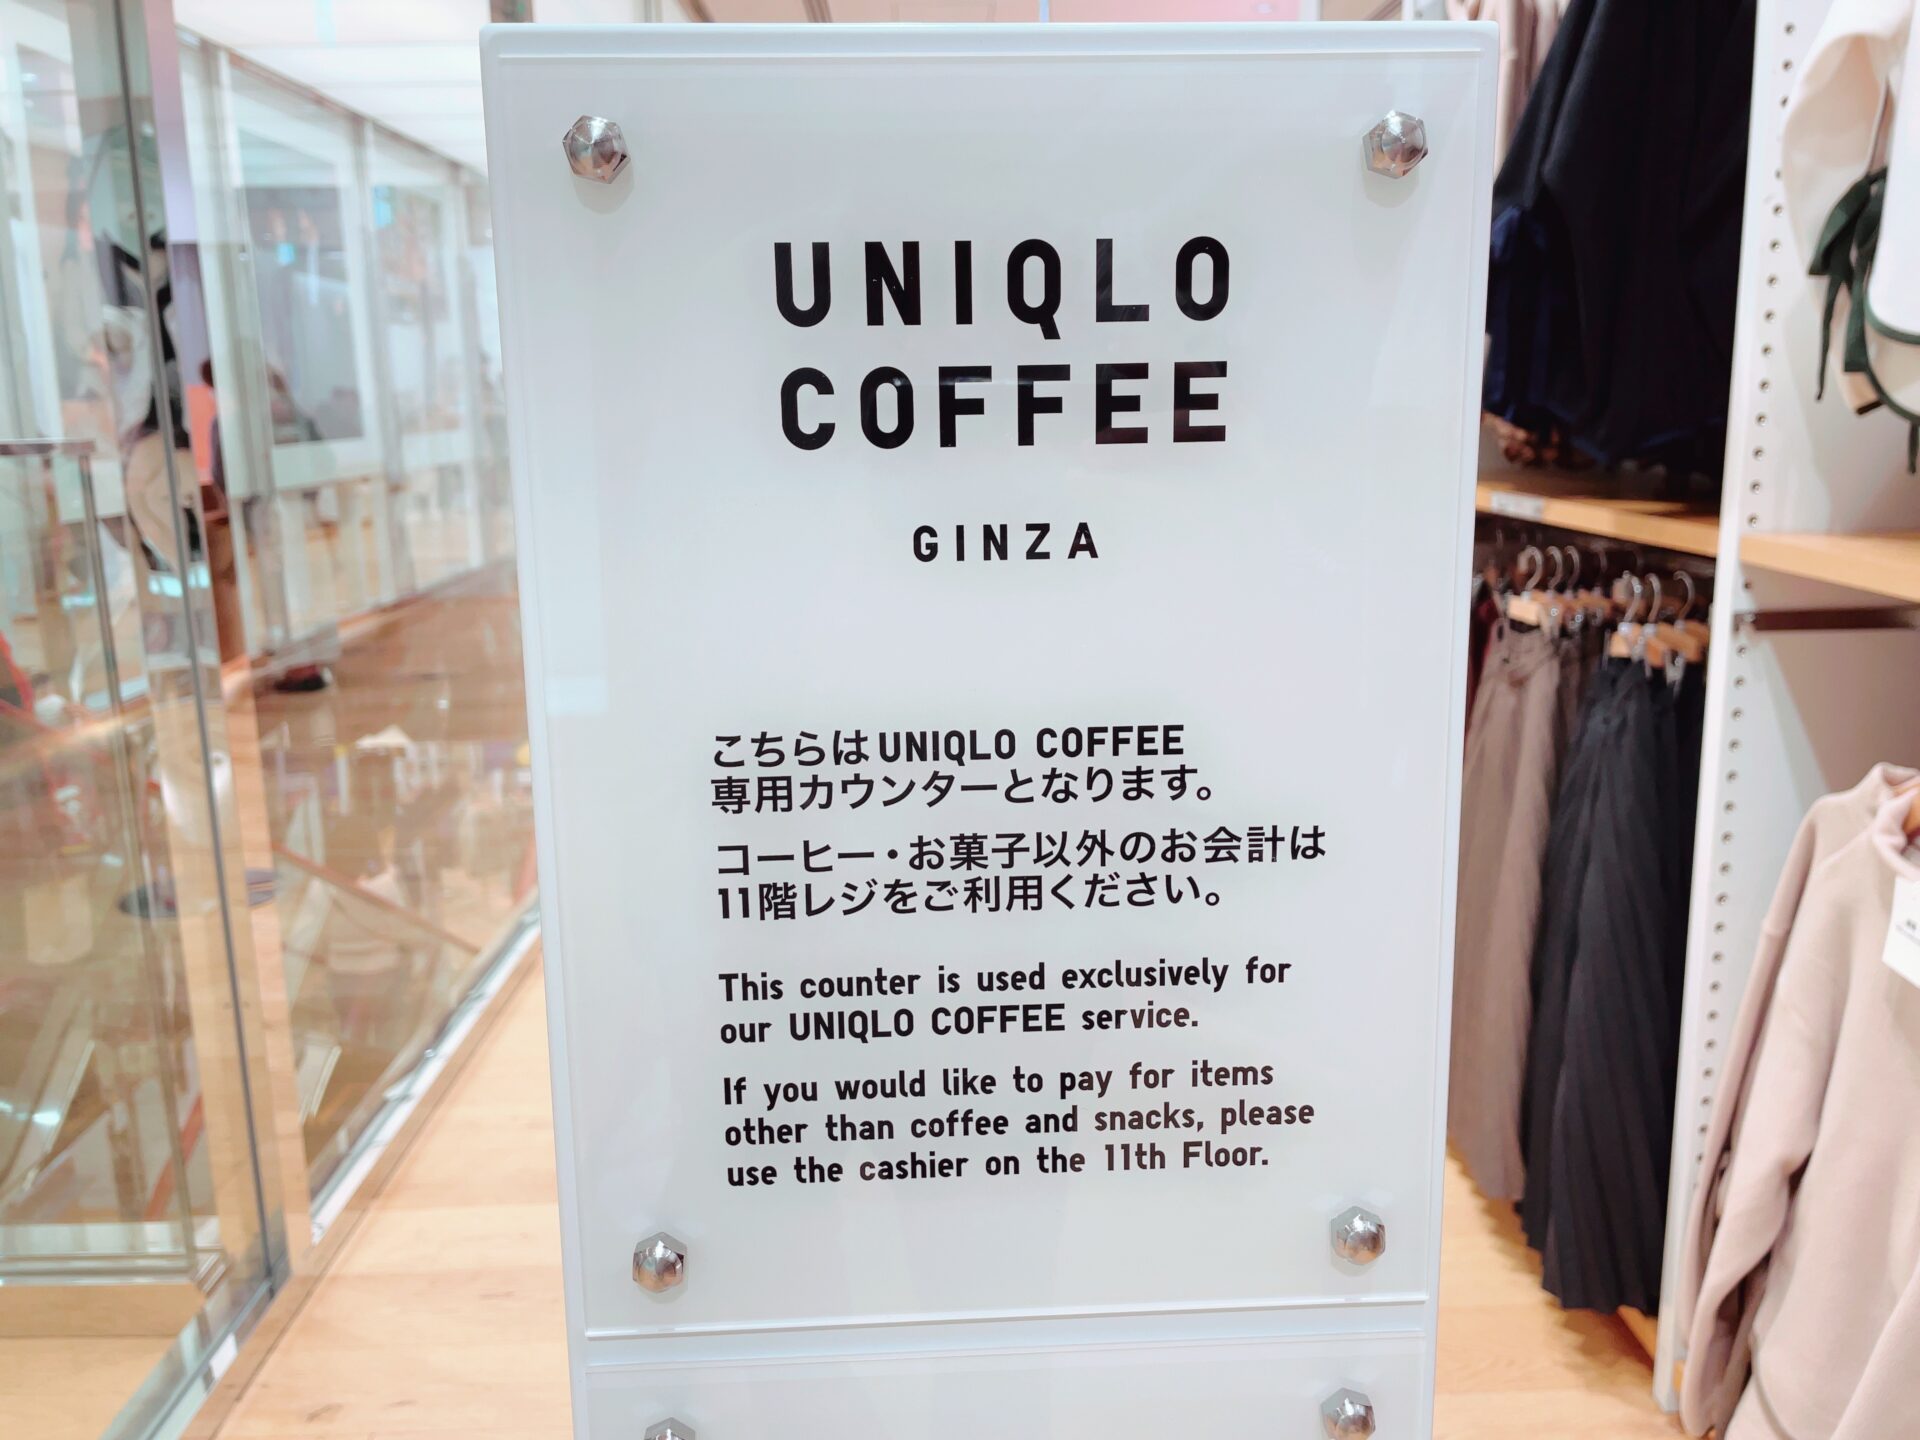 UNIQLO
COFFEE
GINZA
こちらはUNIQLO COFFEE
専用カウンターとなります。
コーヒー・お菓子以外のお会計は
11階レジをご利用ください。
This counter is used exclusively for
our UNIQLO COFFEE service.
If you would like to pay for items
other than coffee and snacks, please
use the cashier on the 11th Floor.